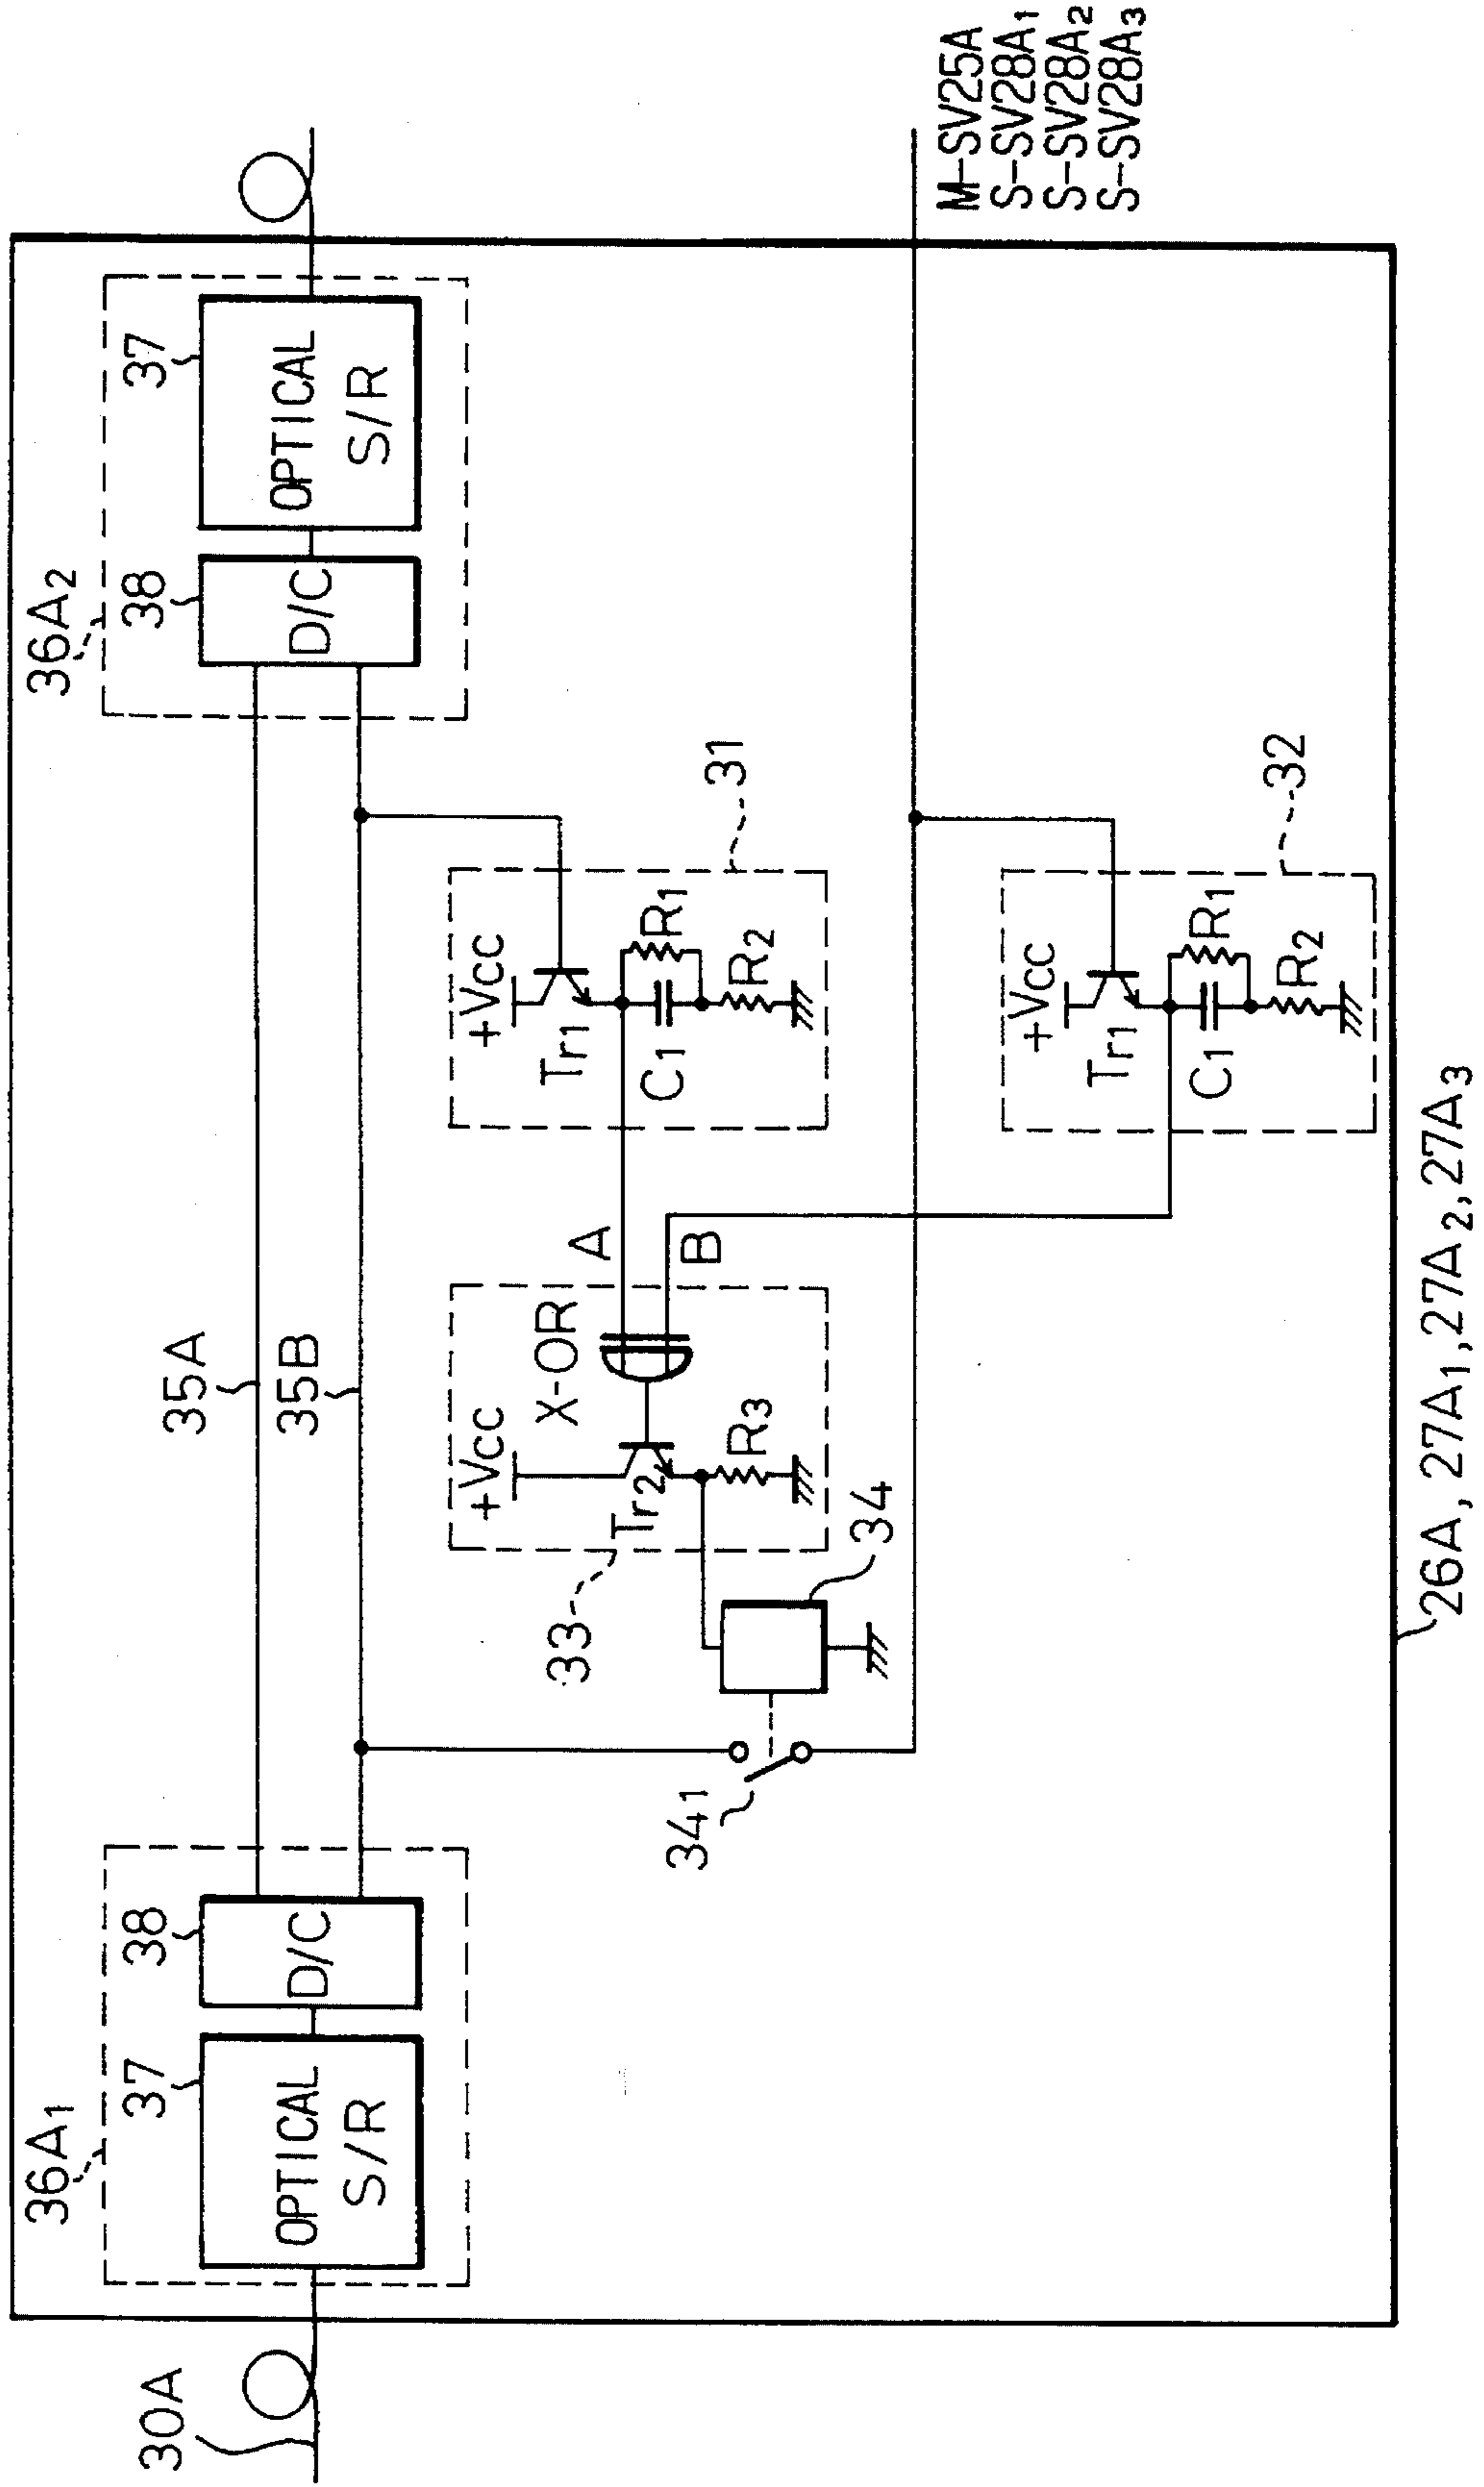 30A
36A1
37
OPTICAL
S/R
38
D/C
35A
35B
36A2
38
D/C
37
OPTICAL
S/R
341
34
33
+VCC
Tr2
R3
X-OR
A
B
31
+VCC
Tr1
C1
R1
R2
32
+VCC
Tr1
C1
R1
R2
M-SV25A
S-SV28A1
S-SV28A2
S-SV28A3
26A, 27A1, 27A2, 27A3